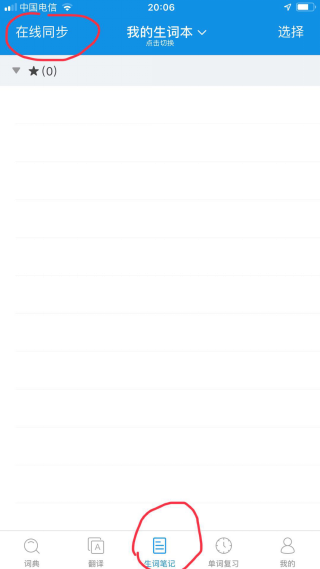 中国电信
20:06
在线同步
我的生词本
选择
点击切换
★(0)
词典
翻译
生词笔记
单词复习
我的